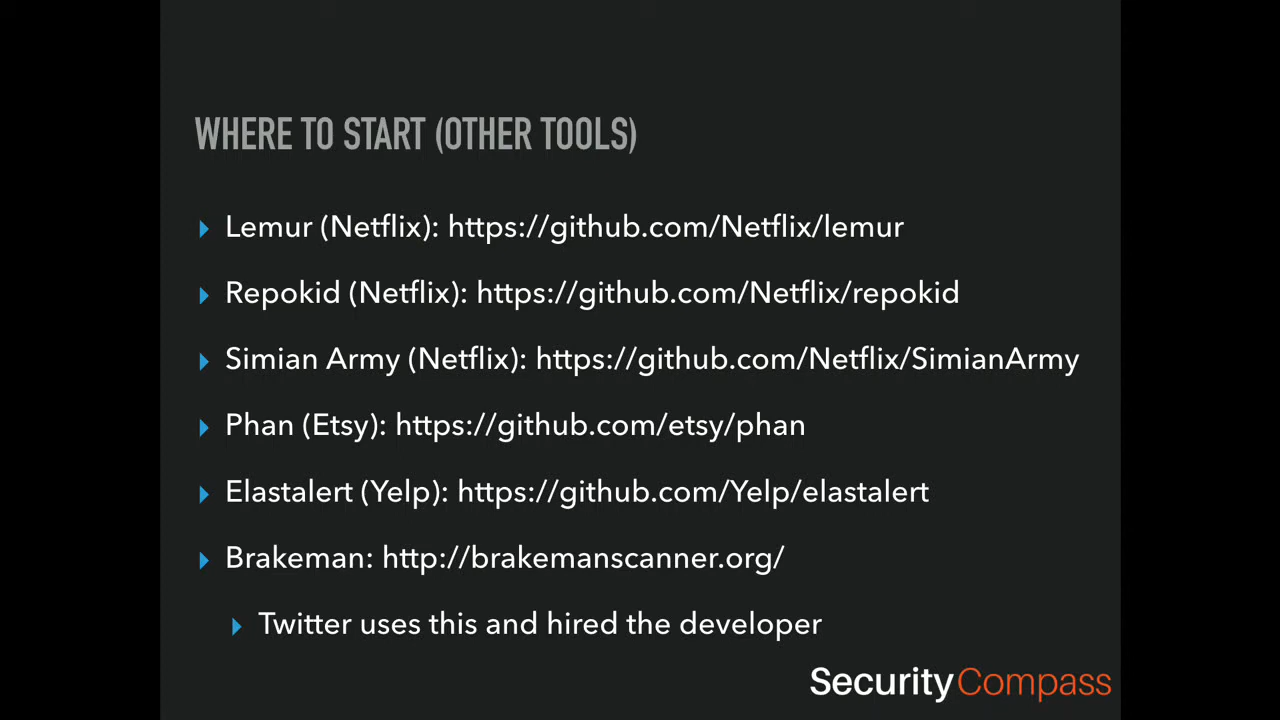 WHERE TO START (OTHER TOOLS)
Lemur (Netflix): https://github.com/Netflix/lemur
Repokid (Netflix): https://github.com/Netflix/repokid
Simian Army (Netflix): https://github.com/Netflix/SimianArmy
Phan (Etsy): https://github.com/etsy/phan
Elastalert (Yelp): https://github.com/Yelp/elastalert
Brakeman: http://brakemanscanner.org/
Twitter uses this and hired the developer
SecurityCompass